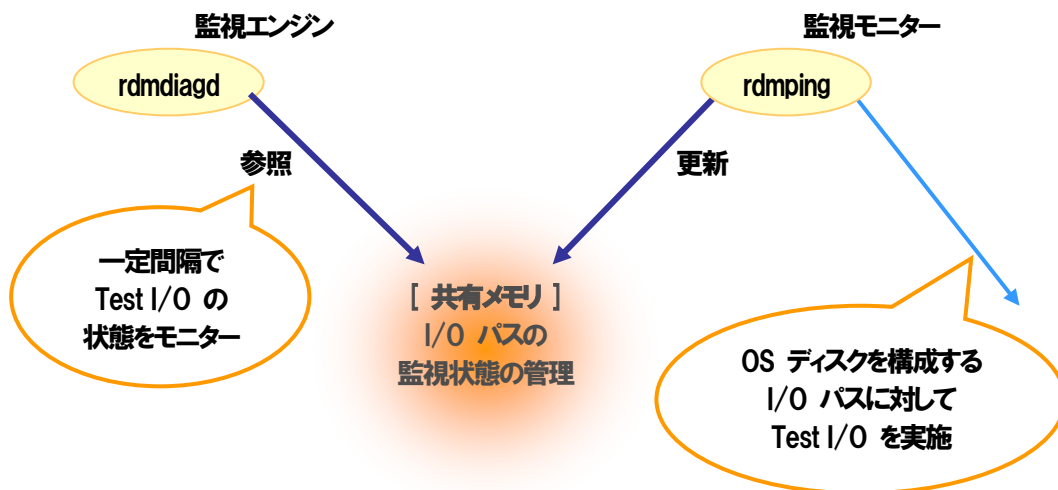 監視エンジン
監視モニター
rdmdiagd
rdmping
参照
更新
一定間隔で
Test I/O の
状態をモニター
[ 共有メモリ ]
I/O パスの
監視状態の管理
OS ディスクを構成する
I/O パスに対して
Test I/O を実施